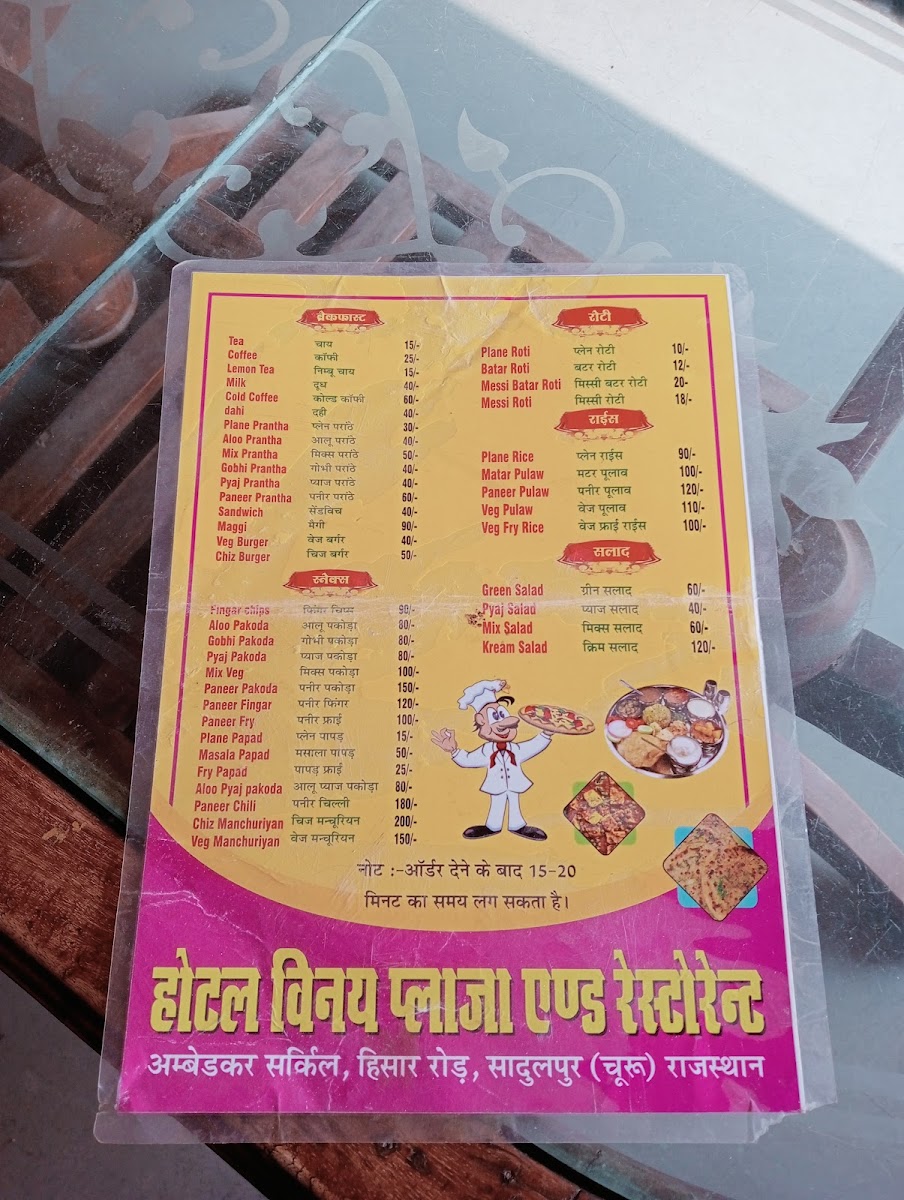 ब्रेकफास्ट
Tea चाय 15/-
Coffee कॉफी 25/-
Lemon Tea निम्बू चाय 15/-
Milk दूध 40/-
Cold Coffee कोल्ड कॉफी 60/-
dahi दही 40/-
Plane Prantha प्लेन पराठे 30/-
Aloo Prantha आलू पराठे 40/-
Mix Prantha मिक्स पराठे 50/-
Gobhi Prantha गोभी पराठे 40/-
Pyaj Prantha प्याज पराठे 40/-
Paneer Prantha पनीर पराठे 60/-
Sandwich सेंडविच 40/-
Maggi मैगी 90/-
Veg Burger वेज बर्गर 40/-
Chiz Burger चिज बर्गर 50/-
स्नेक्स
Fingar chips फिंगर चिप्स 90/-
Aloo Pakoda आलू पकोड़ा 80/-
Gobhi Pakoda गोभी पकोड़ा 80/-
Pyaj Pakoda प्याज पकोड़ा 80/-
Mix Veg मिक्स पकोड़ा 100/-
Paneer Pakoda पनीर पकोड़ा 150/-
Paneer Fingar पनीर फिंगर 120/-
Paneer Fry पनीर फ्राई 100/-
Plane Papad प्लेन पापड़ 15/-
Masala Papad मसाला पापड़ 50/-
Fry Papad पापड़ फ्राई 25/-
Aloo Pyaj pakoda आलू प्याज पकोड़ा 80/-
Paneer Chili पनीर चिल्ली 180/-
Chiz Manchuriyan चिज मन्चूरियन 200/-
Veg Manchuriyan वेज मन्चूरियन 150/-
रोटी
Plane Roti प्लेन रोटी 10/-
Batar Roti बटर रोटी 12/-
Messi Batar Roti मिस्सी बटर रोटी 20-
Messi Roti मिस्सी रोटी 18/-
राईस
Plane Rice प्लेन राईस 90/-
Matar Pulaw मटर पूलाव 100/-
Paneer Pulaw पनीर पूलाव 120/-
Veg Pulaw वेज पूलाव 110/-
Veg Fry Rice वेज फ्राई राईस 100/-
सलाद
Green Salad ग्रीन सलाद 60/-
Pyaj Salad प्याज सलाद 40/-
Mix Salad मिक्स सलाद 60/-
Kream Salad क्रिम सलाद 120/-
नोट :-ऑर्डर देने के बाद 15-20
मिनट का समय लग सकता है।
होटल विनय प्लाजा एण्ड रेस्टोरेन्ट
अम्बेडकर सर्किल, हिसार रोड़, सादुलपुर (चूरू) राजस्थान